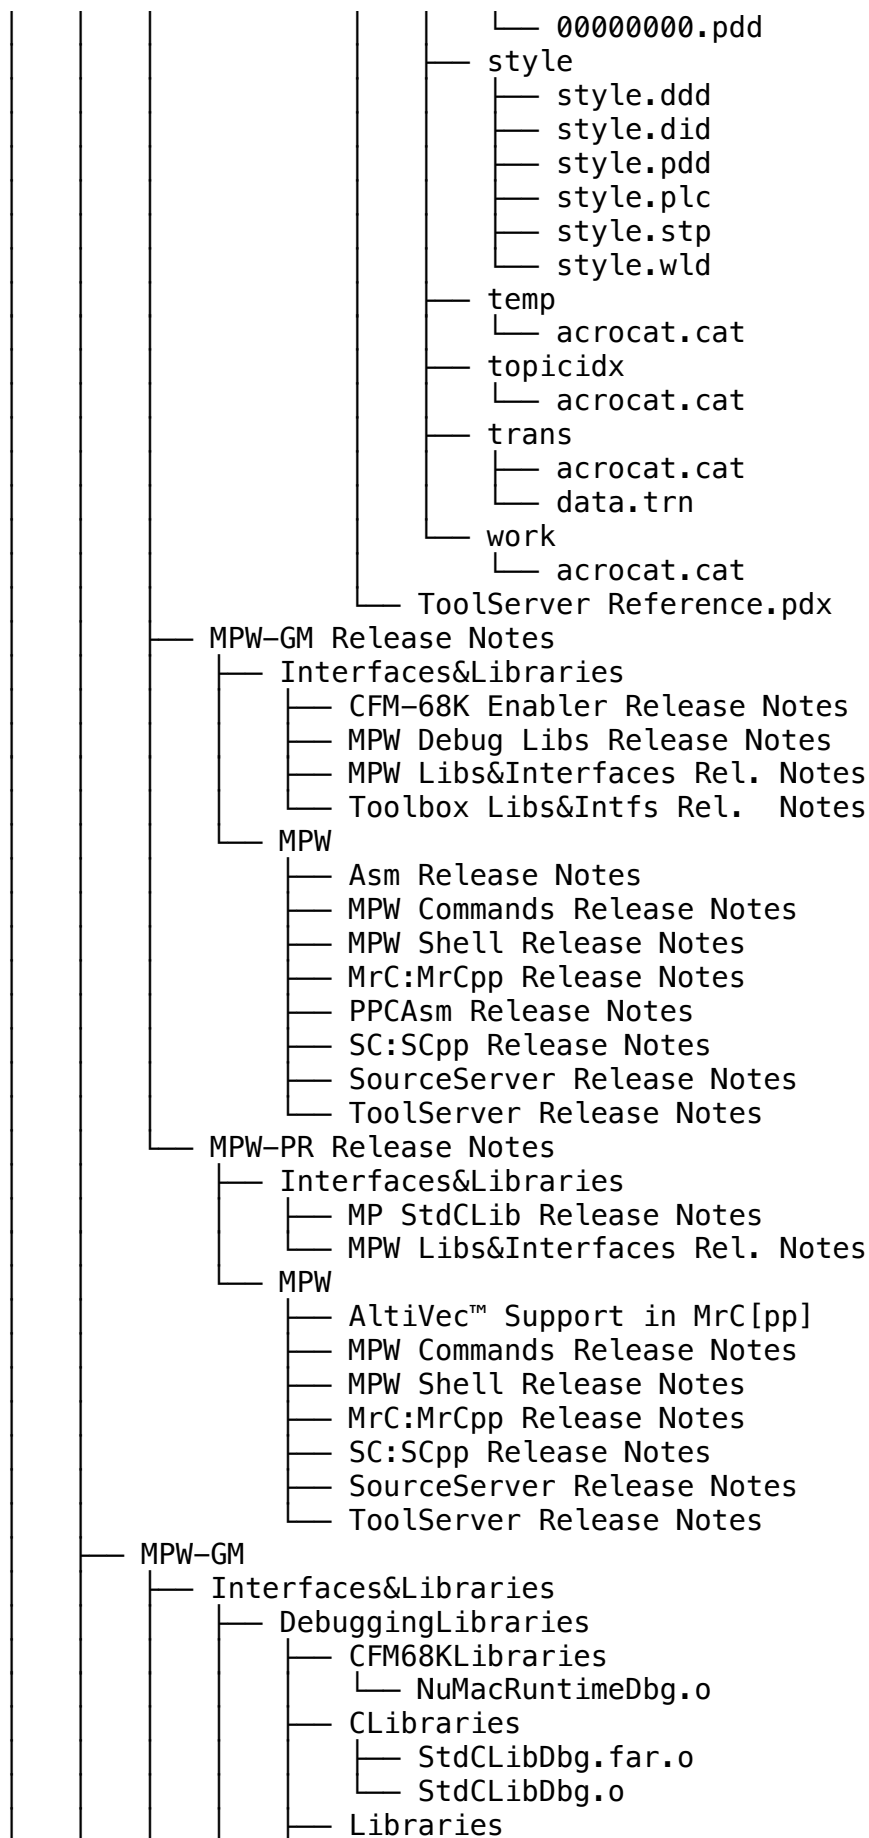 │   │   │           │   │   └── 00000000.pdd
│   │   │           │   ├── style
│   │   │           │   │   ├── style.ddd
│   │   │           │   │   ├── style.did
│   │   │           │   │   ├── style.pdd
│   │   │           │   │   ├── style.plc
│   │   │           │   │   ├── style.stp
│   │   │           │   │   └── style.wld
│   │   │           │   ├── temp
│   │   │           │   │   └── acrocat.cat
│   │   │           │   ├── topicidx
│   │   │           │   │   └── acrocat.cat
│   │   │           │   ├── trans
│   │   │           │   │   ├── acrocat.cat
│   │   │           │   │   └── data.trn
│   │   │           │   └── work
│   │   │           │       └── acrocat.cat
│   │   │           └── ToolServer Reference.pdx
│   │   ├── MPW-GM Release Notes
│   │   │   ├── Interfaces&Libraries
│   │   │   │   ├── CFM-68K Enabler Release Notes
│   │   │   │   ├── MPW Debug Libs Release Notes
│   │   │   │   ├── MPW Libs&Interfaces Rel. Notes
│   │   │   │   └── Toolbox Libs&Intfs Rel.  Notes
│   │   │   └── MPW
│   │   │       ├── Asm Release Notes
│   │   │       ├── MPW Commands Release Notes
│   │   │       ├── MPW Shell Release Notes
│   │   │       ├── MrC:MrCpp Release Notes
│   │   │       ├── PPCAsm Release Notes
│   │   │       ├── SC:SCpp Release Notes
│   │   │       ├── SourceServer Release Notes
│   │   │       └── ToolServer Release Notes
│   │   └── MPW-PR Release Notes
│   │       ├── Interfaces&Libraries
│   │       │   ├── MP StdCLib Release Notes
│   │       │   └── MPW Libs&Interfaces Rel. Notes
│   │       └── MPW
│   │           ├── AltiVec™ Support in MrC[pp]
│   │           ├── MPW Commands Release Notes
│   │           ├── MPW Shell Release Notes
│   │           ├── MrC:MrCpp Release Notes
│   │           ├── SC:SCpp Release Notes
│   │           ├── SourceServer Release Notes
│   │           └── ToolServer Release Notes
│   ├── MPW-GM
│   │   ├── Interfaces&Libraries
│   │   │   ├── DebuggingLibraries
│   │   │   │   ├── CFM68KLibraries
│   │   │   │   │   └── NuMacRuntimeDbg.o
│   │   │   │   ├── CLibraries
│   │   │   │   │   ├── StdCLibDbg.far.o
│   │   │   │   │   └── StdCLibDbg.o
│   │   │   │   ├── Libraries